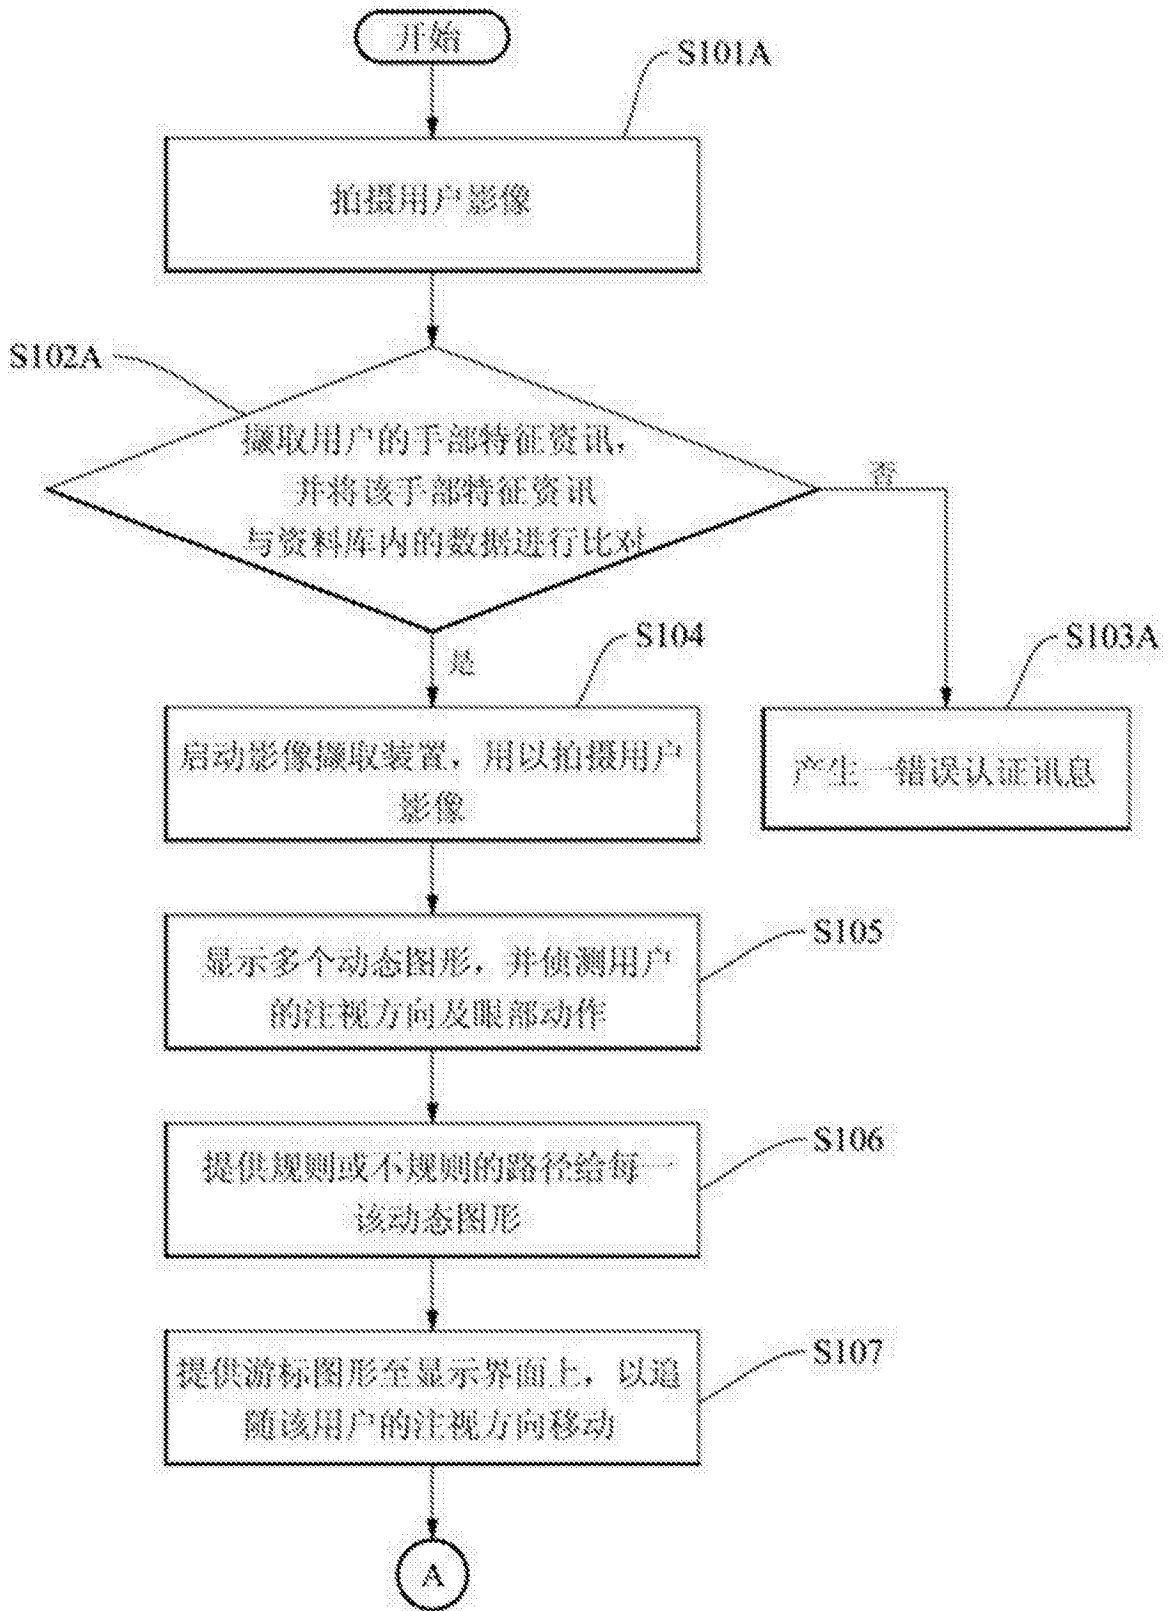 开始
S101A
拍摄用户影像
S102A
撷取用户的手部特征资讯，
并将该手部特征资讯
与资料库内的数据进行比对
否
是
S104
S103A
启动影像撷取装置，用以拍摄用户
影像
产生一错误认证讯息
S105
显示多个动态图形，并侦测用户
的注视方向及眼部动作
S106
提供规则或不规则的路径给每一
该动态图形
S107
提供游标图形至显示界面上，以追
随该用户的注视方向移动
A